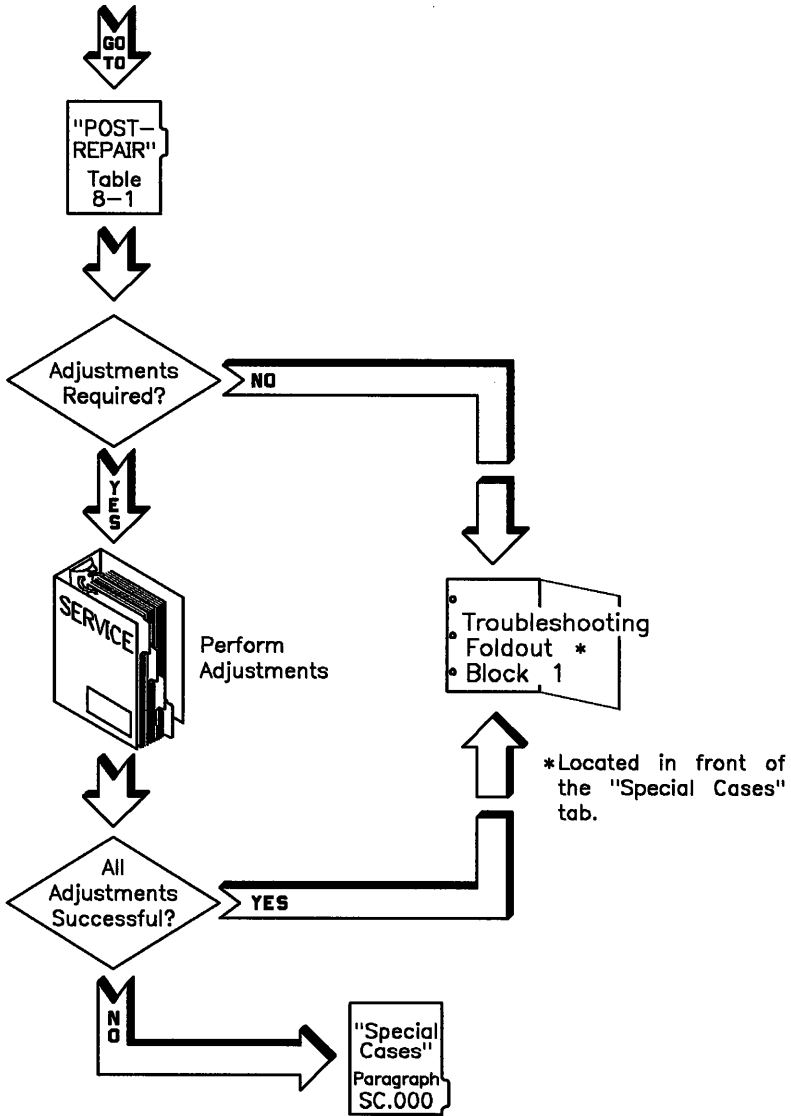 GO
TO
"POST-
REPAIR"
Table
8-1
Adjustments
Required?
NO
YES
SERVICE
Perform
Adjustments
Troubleshooting
Foldout *
Block 1
*Located in front of
the "Special Cases"
tab.
All
Adjustments
Successful?
YES
NO
"Special
Cases"
Paragraph
SC.000